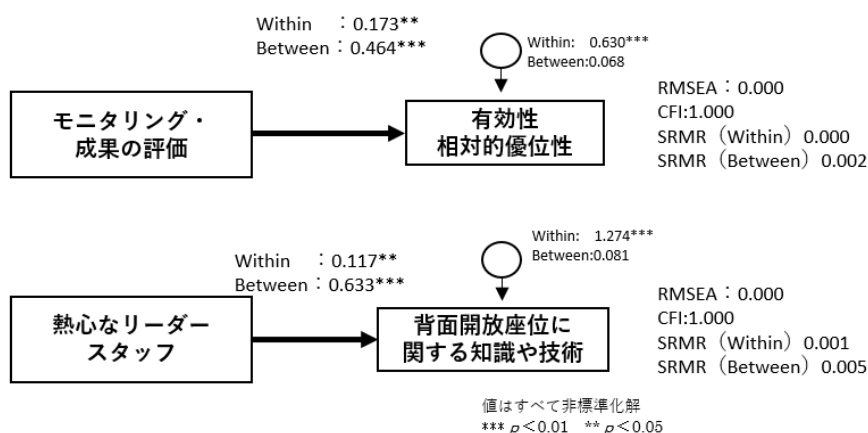 Within ：0.173**
Between：0.464***
Within: 0.630***
Between:0.068
モニタリング・
成果の評価
有効性
相対的優位性
RMSEA：0.000
CFI:1.000
SRMR（Within）0.000
SRMR（Between）0.002
Within ：0.117**
Between：0.633***
Within: 1.274***
Between:0.081
熱心なリーダー
スタッフ
背面開放座位に
関する知識や技術
RMSEA：0.000
CFI:1.000
SRMR（Within）0.001
SRMR（Between）0.005
値はすべて非標準化解
*** p＜0.01 ** p＜0.05